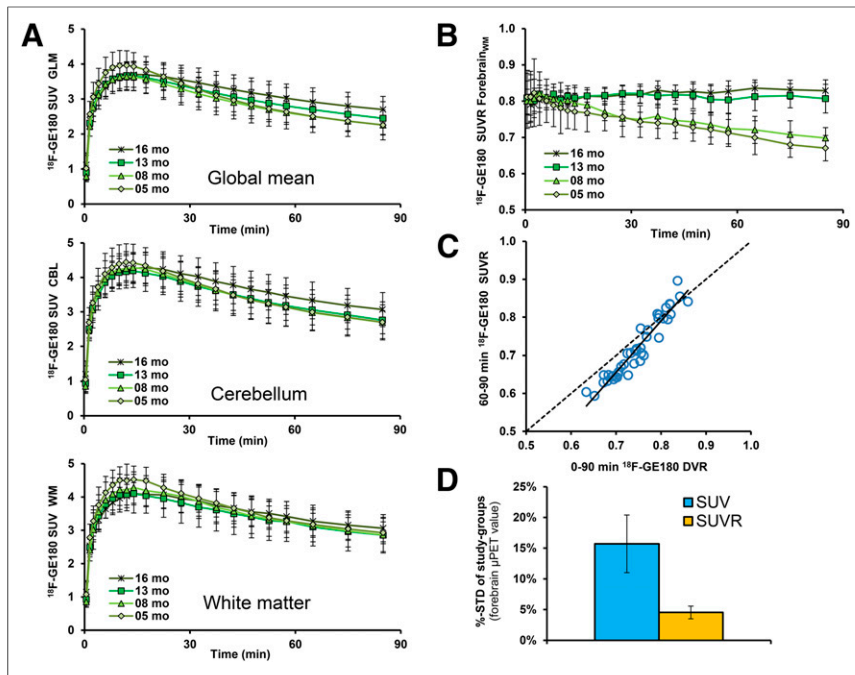 A
¹⁸F-GE180 SUV GLM
5
4
3
2
1
0
16 mo
13 mo
08 mo
05 mo
Global mean
0 30 60 90
Time (min)
¹⁸F-GE180 SUV CBL
6
5
4
3
2
1
0
16 mo
13 mo
08 mo
05 mo
Cerebellum
0 30 60 90
Time (min)
¹⁸F-GE180 SUV WM
6
5
4
3
2
1
0
16 mo
13 mo
08 mo
05 mo
White matter
0 30 60 90
Time (min)
B
¹⁸F-GE180 SUVR Forebrain WM
1.0
0.9
0.8
0.7
0.6
0.5
16 mo
13 mo
08 mo
05 mo
0 30 60 90
Time (min)
C
60-90 min ¹⁸F-GE180 SUVR
1.0
0.9
0.8
0.7
0.6
0.5
0.5 0.6 0.7 0.8 0.9 1.0
0-90 min ¹⁸F-GE180 DVR
D
%-STD of study-groups
(forebrain µPET value)
25%
20%
15%
10%
5%
0%
SUV
SUVR